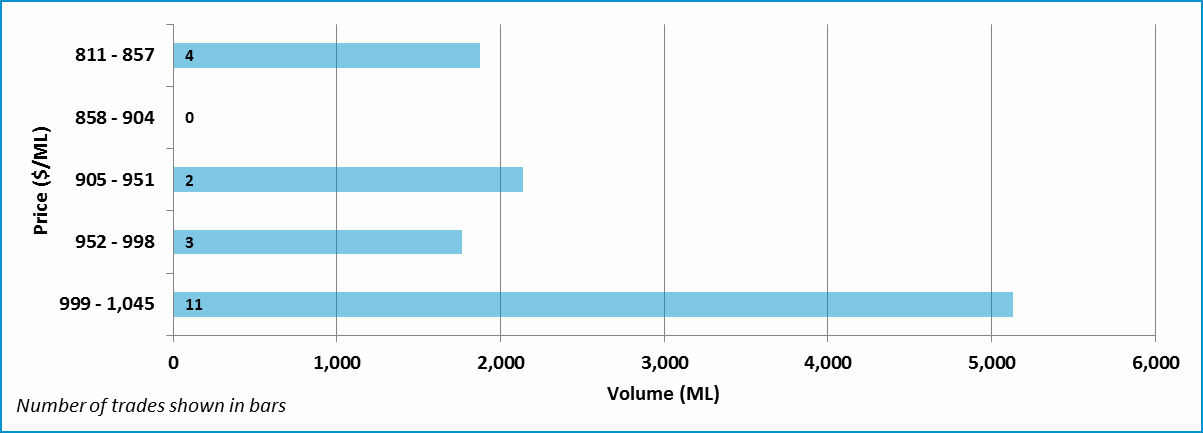 811 - 857
4
858 - 904
0
905 - 951
2
952 - 998
3
999 - 1,045
11
Price ($/ML)
0 1,000 2,000 3,000 4,000 5,000 6,000
Volume (ML)
Number of trades shown in bars